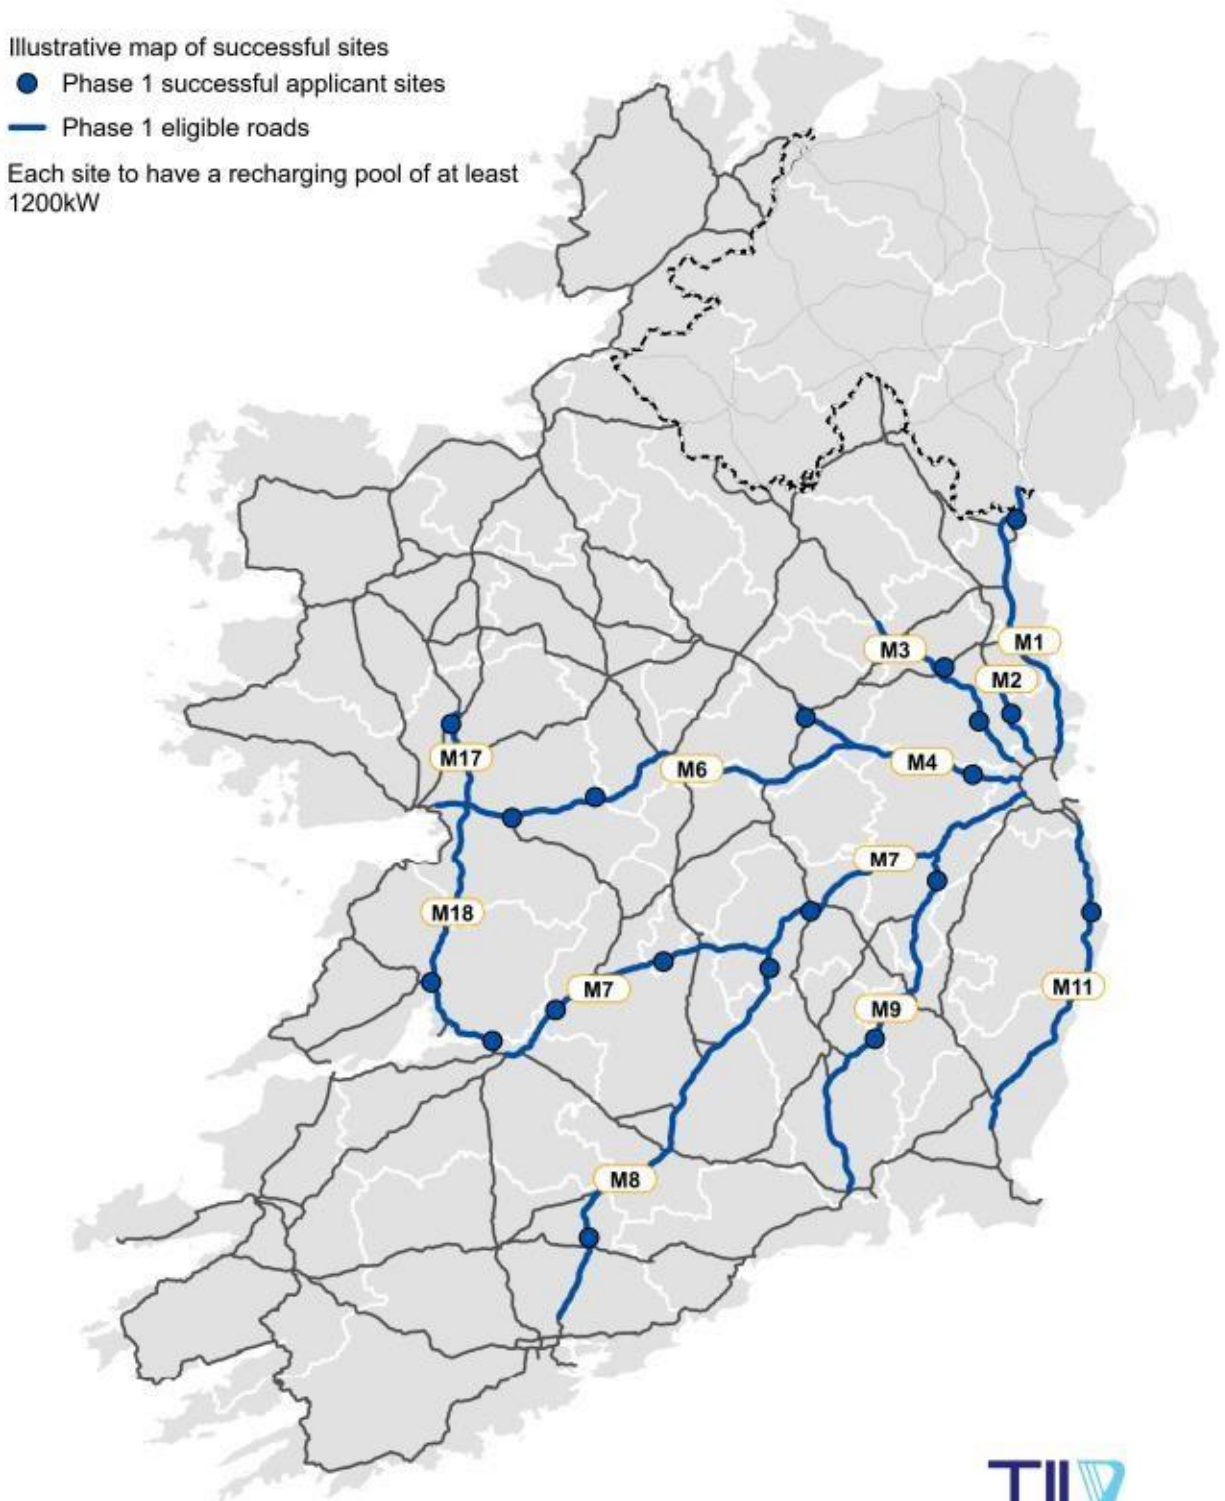 Illustrative map of successful sites
Phase 1 successful applicant sites
Phase 1 eligible roads
Each site to have a recharging pool of at least
1200kW
M1
M3
M2
M17
M6
M4
M7
M18
M7
M11
M9
M8
TII